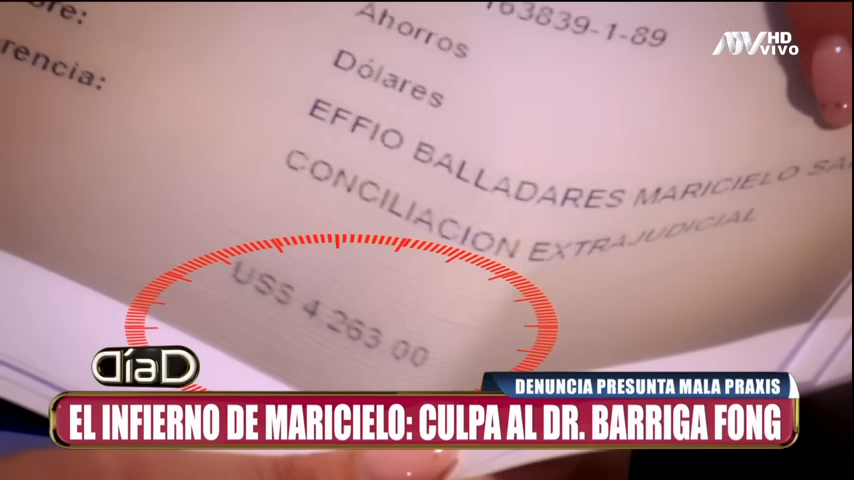 163839-1-89
Ahorros
rencia:
Dólares
EFFIO BALLADARES MARICIELO
CONCILIACION EXTRAJUDICIAL
US$ 4,263.00
ATV HD
VIVO
DíaD
DENUNCIA PRESUNTA MALA PRAXIS
EL INFIERNO DE MARICIELO: CULPA AL DR. BARRIGA FONG